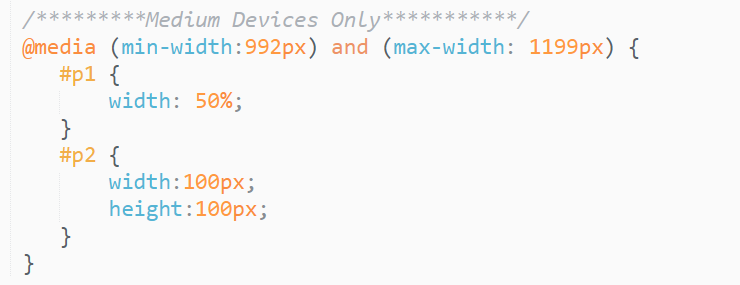 /*********Medium Devices Only***********/
@media (min-width:992px) and (max-width: 1199px) {
#p1 {
width: 50%;
}
#p2 {
width:100px;
height:100px;
}
}